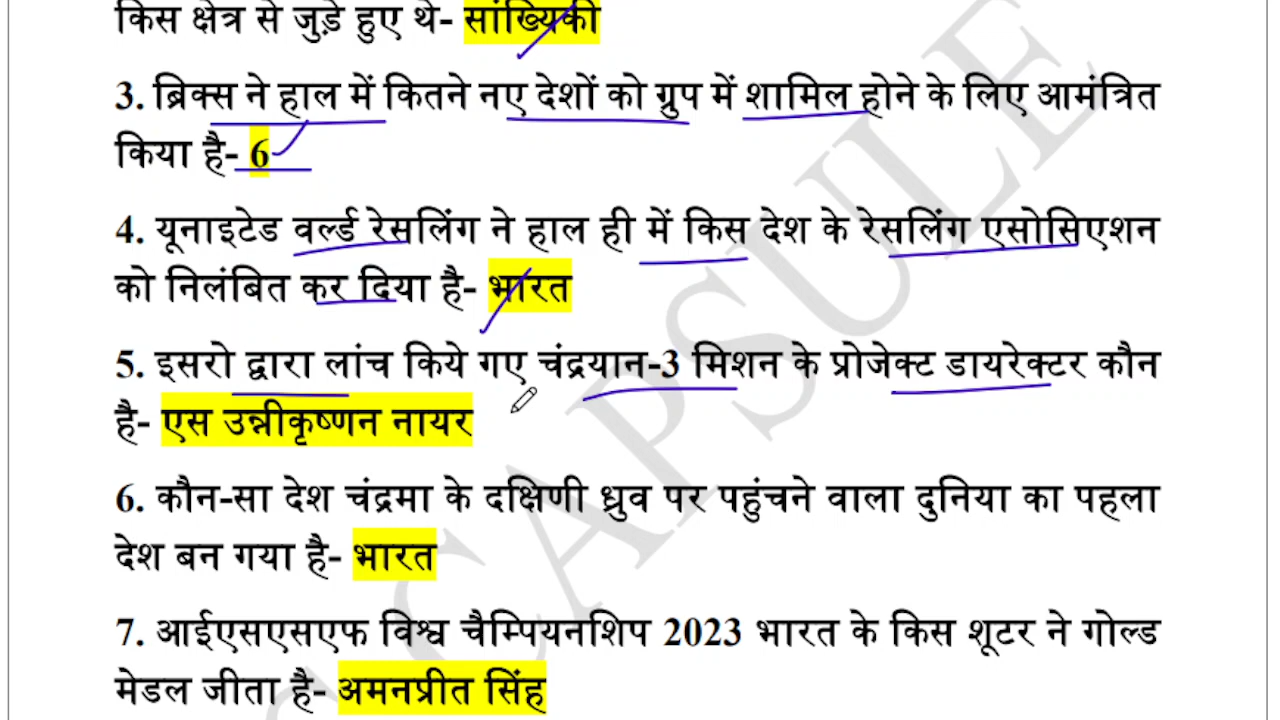 किस क्षेत्र से जुड़े हुए थे- सांख्यिकी
3. ब्रिक्स ने हाल में कितने नए देशों को ग्रुप में शामिल होने के लिए आमंत्रित
किया है- 6
4. यूनाइटेड वर्ल्ड रेसलिंग ने हाल ही में किस देश के रेसलिंग एसोसिएशन
को निलंबित कर दिया है- भारत
5. इसरो द्वारा लांच किये गए चंद्रयान-3 मिशन के प्रोजेक्ट डायरेक्टर कौन
है- एस उन्नीकृष्णन नायर
6. कौन-सा देश चंद्रमा के दक्षिणी ध्रुव पर पहुंचने वाला दुनिया का पहला
देश बन गया है- भारत
7. आईएसएसएफ विश्व चैम्पियनशिप 2023 भारत के किस शूटर ने गोल्ड
मेडल जीता है- अमनप्रीत सिंह
CAPSULE